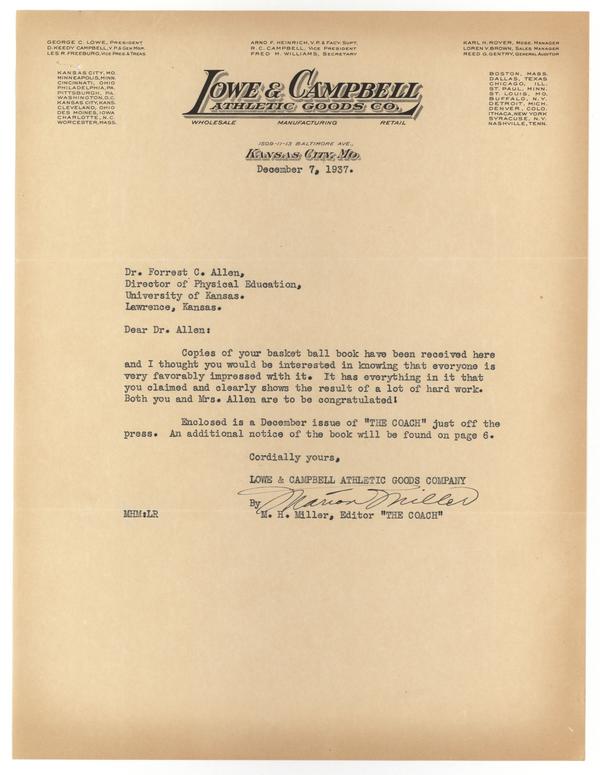 GEORGE C. LOWE, PRESIDENT
D. KEEDY CAMPBELL, V.P. & GEN MGR.
LES R. FREEBURG, VICE PRES. & TREAS.
ARNO F. HEINRICH, V.P. & FACY. SUPT.
R. C. CAMPBELL, VICE PRESIDENT
FRED H. WILLIAMS, SECRETARY
KARL H. ROYER, MDSE. MANAGER
LOREN V. BROWN, SALES MANAGER
REED G. GENTRY, GENERAL AUDITOR
KANSAS CITY, MO.
MINNEAPOLIS, MINN.
CINCINNATI, OHIO
PHILADELPHIA, PA.
PITTSBURGH, PA.
WASHINGTON, D.C.
KANSAS CITY, KANS.
CLEVELAND, OHIO
DES MOINES, IOWA
CHARLOTTE, N.C.
WORCESTER, MASS.
LOWE & CAMPBELL
ATHLETIC GOODS CO.
WHOLESALE MANUFACTURING RETAIL
BOSTON, MASS.
DALLAS, TEXAS
CHICAGO, ILL.
ST. PAUL, MINN.
ST. LOUIS, MO.
BUFFALO, N.Y.
DETROIT, MICH.
DENVER, COLO.
ITHACA, NEW YORK
SYRACUSE, N.Y.
NASHVILLE, TENN.
1509-11-13 BALTIMORE AVE.,
KANSAS CITY, MO.
December 7, 1937.
Dr. Forrest C. Allen,
Director of Physical Education,
University of Kansas.
Lawrence, Kansas.
Dear Dr. Allen:
Copies of your basket ball book have been received here
and I thought you would be interested in knowing that everyone is
very favorably impressed with it. It has everything in it that
you claimed and clearly shows the result of a lot of hard work.
Both you and Mrs. Allen are to be congratulated!
Enclosed is a December issue of "THE COACH" just off the
press. An additional notice of the book will be found on page 6.
Cordially yours,
LOWE & CAMPBELL ATHLETIC GOODS COMPANY
By Marion Miller
MHM:LR M. H. Miller, Editor "THE COACH"